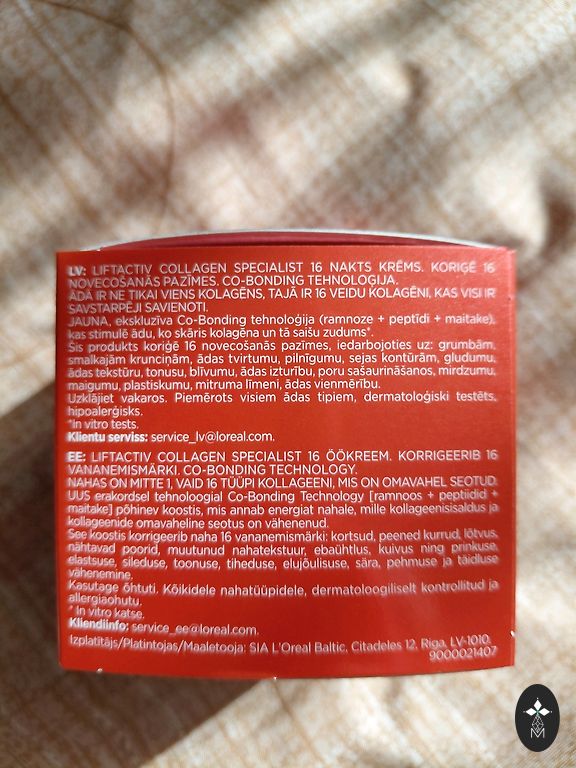 LV: LIFTACTIV COLLAGEN SPECIALIST 16 NAKTS KRĒMS. KORIĢĒ 16
NOVECOŠANĀS PAZĪMES. CO-BONDING TEHNOLOĢIJA.
ĀDĀ IR NE TIKAI VIENS KOLAGĒNS, TAJĀ IR 16 VEIDU KOLAGĒNI, KAS VISI IR
SAVSTARPĒJI SAVIENOTI.
JAUNA, ekskluzīva Co-Bonding tehnoloģija (ramnoze + peptīdi + maitake),
kas stimulē ādu, ko skāris kolagēna un tā saišu zudums*.
Šis produkts koriģē 16 novecošanās pazīmes, iedarbojoties uz: grumbām,
smalkajām krunciņām, ādas tvirtumu, pilnīgumu, sejas kontūrām, gludumu,
ādas tekstūru, tonusu, blīvumu, ādas izturību, poru sašaurināšanos, mirdzumu,
maigumu, plastiskumu, mitruma līmeni, ādas vienmērību.
Uzklājiet vakaros. Piemērots visiem ādas tipiem, dermatoloģiski testēts,
hipoalerģisks.
*In vitro tests.
Klientu serviss: service_lv@loreal.com.
EE: LIFTACTIV COLLAGEN SPECIALIST 16 ÖÖKREEM. KORRIGEERIB 16
VANANEMISMÄRKI. CO-BONDING TECHNOLOGY.
NAHAS ON MITTE 1, VAID 16 TÜÜPI KOLLAGEENI, MIS ON OMAVAHEL SEOTUD.
UUS erakordsel tehnoloogial Co-Bonding Technology [ramnoos + peptiidid +
maitake] põhinev koostis, mis annab energiat nahale, mille kollageenisisaldus ja
kollageenide omavaheline seotus on vähenenud.
See koostis korrigeerib naha 16 vananemismärki: kortsud, peened kurrud, lõtvus,
nähtavad poorid, muutunud nahatekstuur, ebaühtlus, kuivus ning prinkuse,
elastsuse, sileduse, toonuse, tiheduse, elujõulisuse, sära, pehmuse ja täidluse
vähenemine.
Kasutage õhtuti. Kõikidele nahatüüpidele, dermatoloogiliselt kontrollitud ja
allergiaohutu.
* In vitro katse.
Kliendiinfo: service_ee@loreal.com.
Izplatītājs/Platintojas/Maaletooja: SIA L'Oreal Baltic, Citadeles 12, Riga, LV-1010.
9000021407
M